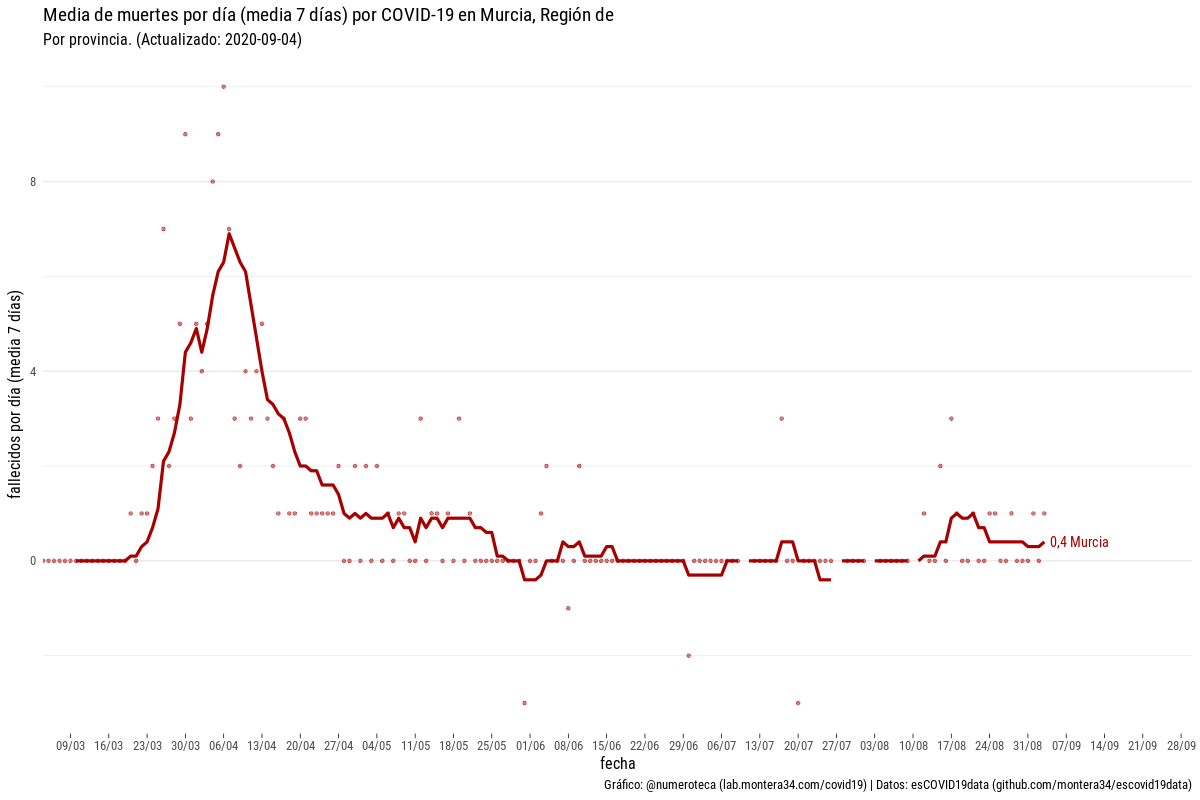 Media de muertes por día (media 7 días) por COVID-19 en Murcia, Región de
Por provincia. (Actualizado: 2020-09-04)
fallecidos por día (media 7 días)
8
4
0
0,4 Murcia
09/03 16/03 23/03 30/03 06/04 13/04 20/04 27/04 04/05 11/05 18/05 25/05 01/06 08/06 15/06 22/06 29/06 06/07 13/07 20/07 27/07 03/08 10/08 17/08 24/08 31/08 07/09 14/09 21/09 28/09
fecha
Gráfico: @numeroteca (lab.montera34.com/covid19) | Datos: esCOVID19data (github.com/montera34/escovid19data)